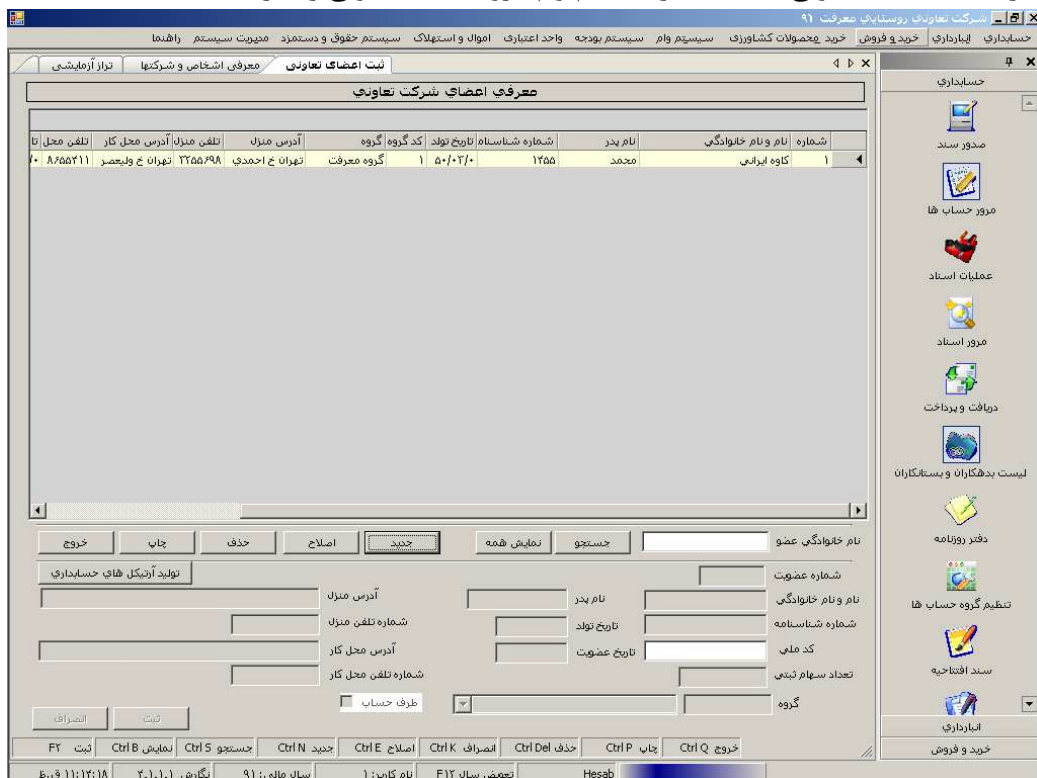 شرکت تعاوني روستايي معرفت ۹۱
حسابداري انبارداري خريد و فروش خريد محصولات کشاورزی سيستم وام سيستم بودجه واحد اعتباری اموال و استهلاک سيستم حقوق و دستمزد مديريت سيستم راهنما
ثبت اعضای تعاونی معرفی اشخاص و شرکتها تراز آزمايشی
معرفي اعضاي شرکت تعاوني
شماره نام و نام خانوادگي نام پدر شماره شناسنام تاريخ تولد کد گروه گروه آدرس منزل تلفن منزل آدرس محل کار تلفن محل تا
۱ کاوه ايراني محمد ۱۲۵۵ ۵۰/۰۲/۰ ۱ گروه معرفت تهران خ احمدي ۲۲۵۵۶۹۸ تهران خ وليعصر ۸۶۵۵۲۱۱
نام خانوادگي عضو جستجو نمايش همه جديد اصلاح حذف چاپ خروج
توليد آرتيکل هاي حسابداري
شماره عضويت
نام و نام خانوادگي نام پدر آدرس منزل
شماره شناسنامه تاريخ تولد شماره تلفن منزل
کد ملي تاريخ عضويت آدرس محل کار
تعداد سهام ثبتي شماره تلفن محل کار
گروه طرف حساب
ثبت انصراف
خروج Ctrl Q چاپ Ctrl P حذف Ctrl Del انصراف Ctrl K اصلاح Ctrl E جديد Ctrl N جستجو Ctrl S نمايش Ctrl B ثبت F2
Hesab تعويض سال F12 نام کاربر: ۱ سال مالي: ۹۱ نگارش ۲.۱.۱.۱ ۱۱:۱۲:۱۸ ق.ظ
حسابداري
صدور سند
مرور حساب ها
عمليات اسناد
مرور اسناد
دريافت و پرداخت
ليست بدهکاران و بستانکاران
دفتر روزنامه
تنظيم گروه حساب ها
سند افتتاحيه
انبارداري
خريد و فروش